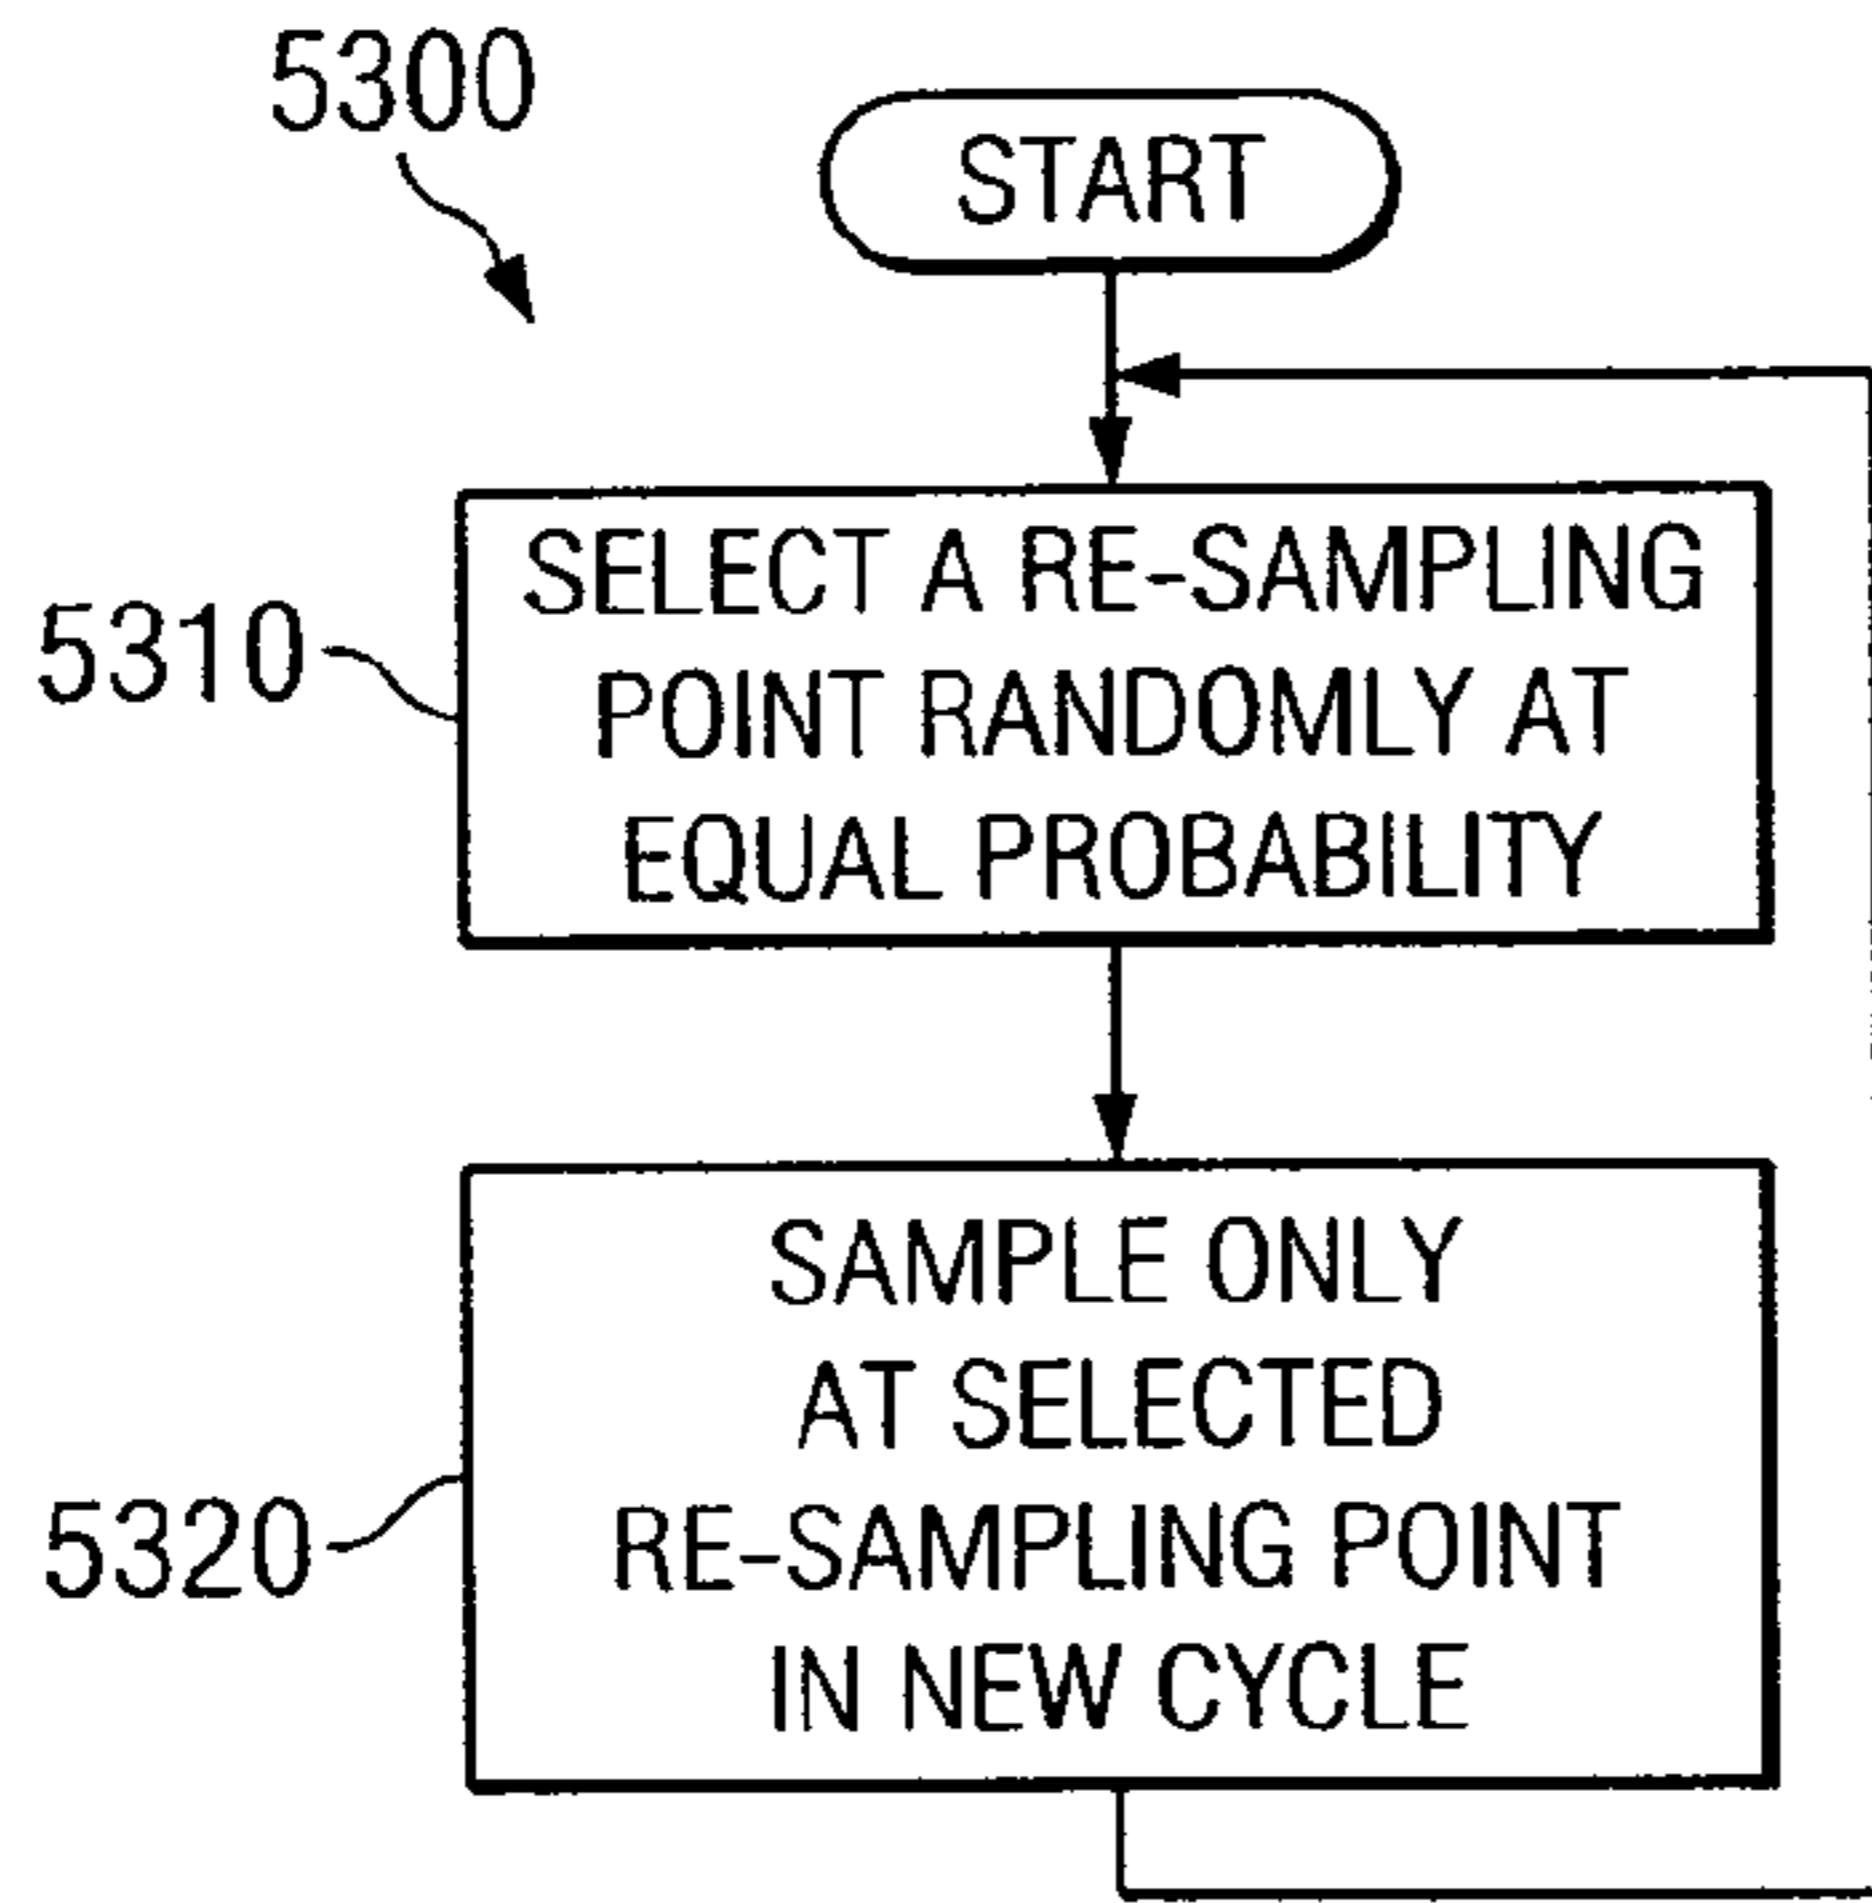 5300
START
5310
SELECT A RE-SAMPLING
POINT RANDOMLY AT
EQUAL PROBABILITY
5320
SAMPLE ONLY
AT SELECTED
RE-SAMPLING POINT
IN NEW CYCLE